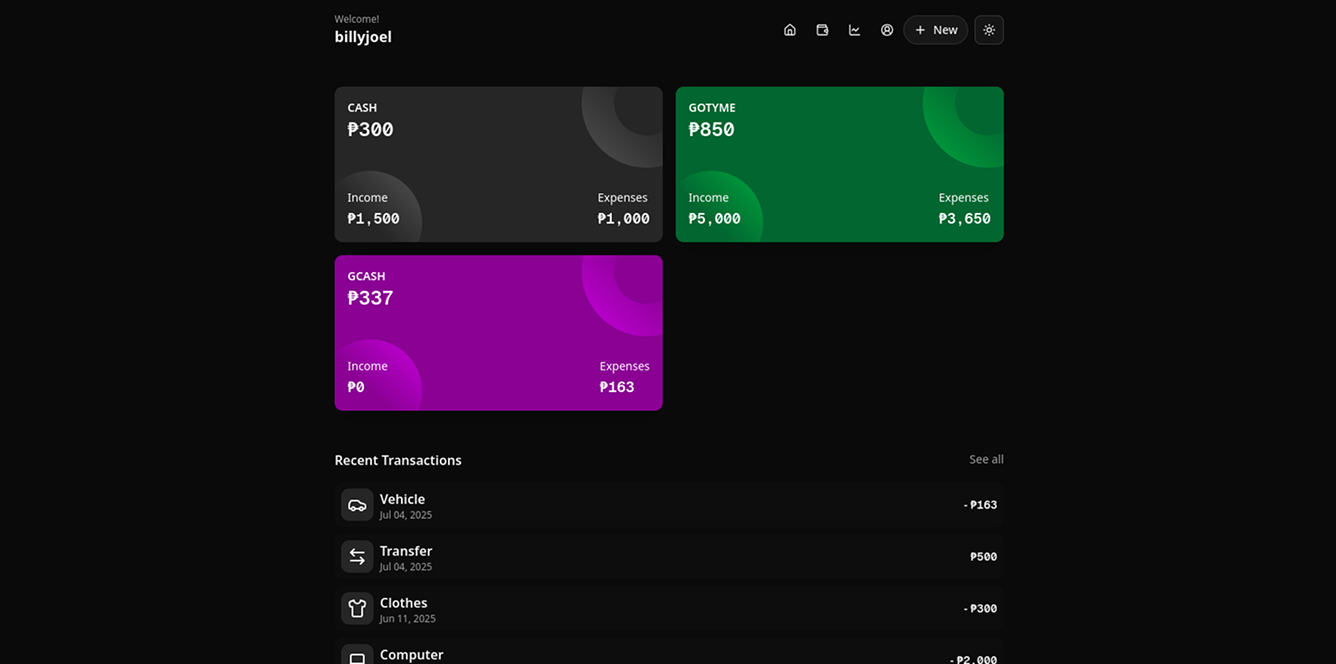 Welcome!
billyjoel
New
CASH
₱300
Income
Expenses
₱1,500
₱1,000
GOTYME
₱850
Income
Expenses
₱5,000
₱3,650
GCASH
₱337
Income
Expenses
₱0
₱163
Recent Transactions
See all
Vehicle
Jul 04, 2025
- ₱163
Transfer
Jul 04, 2025
₱500
Clothes
Jun 11, 2025
- ₱300
Computer
- ₱2,000